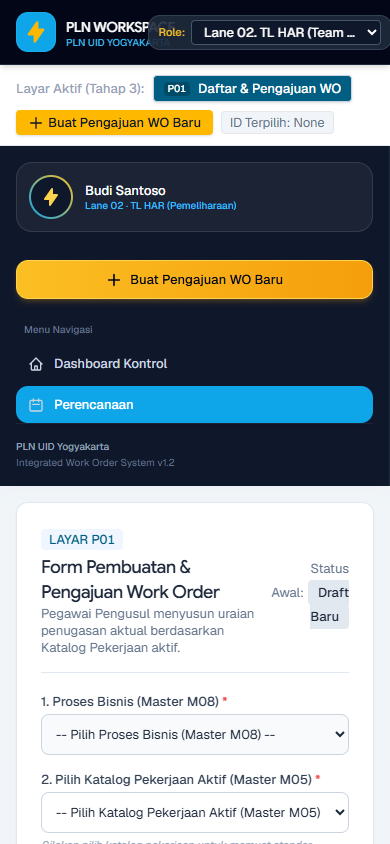 PLN WORKSPACE
PLN UID YOGYAKA
Role: Lane 02. TL HAR (Team ...
Layar Aktif (Tahap 3): P01 Daftar & Pengajuan WO
+ Buat Pengajuan WO Baru ID Terpilih: None
Budi Santoso
Lane 02 · TL HAR (Pemeliharaan)
+ Buat Pengajuan WO Baru
Menu Navigasi
Dashboard Kontrol
Perencanaan
PLN UID Yogyakarta
Integrated Work Order System v1.2
LAYAR P01
Form Pembuatan &
Pengajuan Work Order
Pegawai Pengusul menyusun uraian
penugasan aktual berdasarkan
Katalog Pekerjaan aktif.
Status
Awal: Draft
Baru
1. Proses Bisnis (Master M08) *
-- Pilih Proses Bisnis (Master M08) --
2. Pilih Katalog Pekerjaan Aktif (Master M05) *
-- Pilih Katalog Pekerjaan Aktif (Master M05)